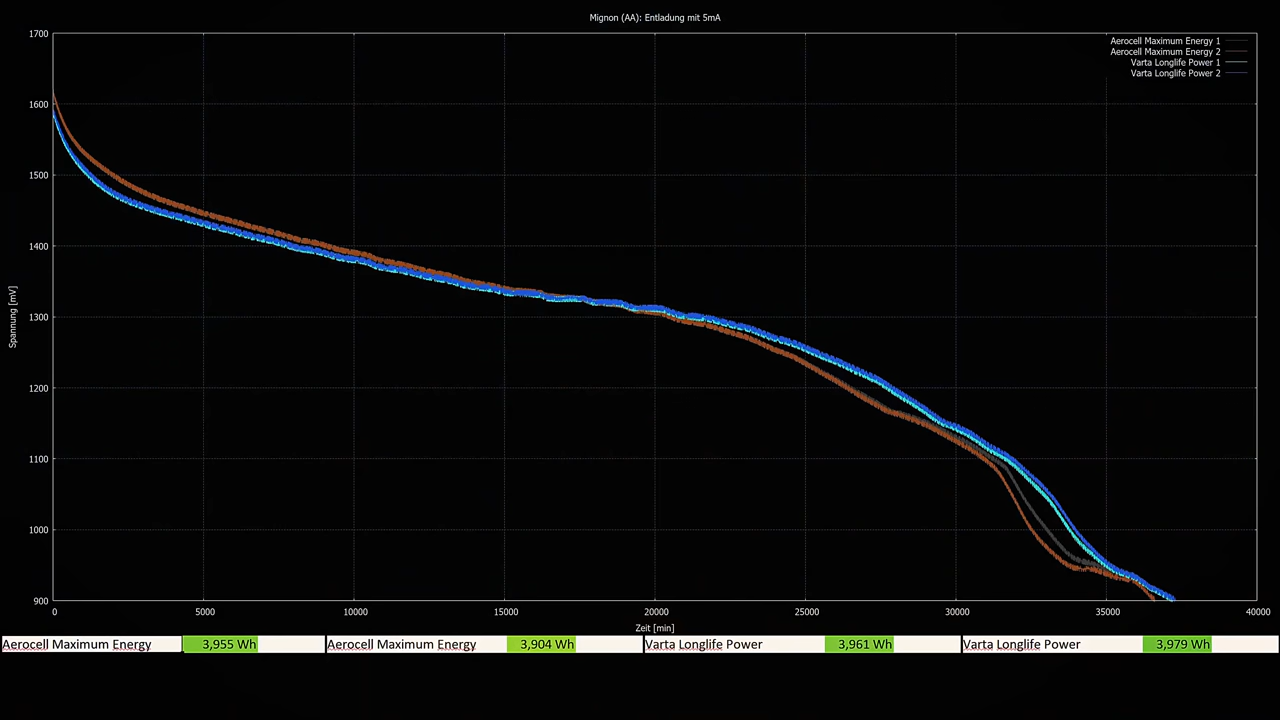 Mignon (AA): Entladung mit 5mA
Aerocell Maximum Energy 1
Aerocell Maximum Energy 2
Varta Longlife Power 1
Varta Longlife Power 2
1700
1600
1500
1400
1300
1200
1100
1000
900
Spannung [mV]
0 5000 10000 15000 20000 25000 30000 35000 40000
Zeit [min]
Aerocell Maximum Energy 3,955 Wh Aerocell Maximum Energy 3,904 Wh Varta Longlife Power 3,961 Wh Varta Longlife Power 3,979 Wh